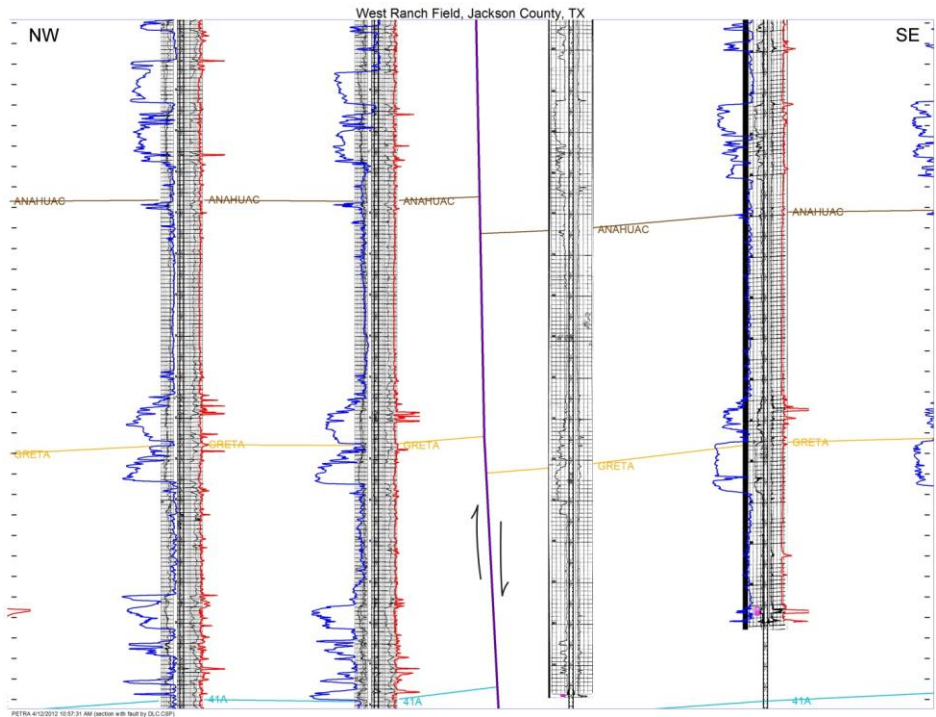 West Ranch Field, Jackson County, TX
NW
SE
ANAHUAC
ANAHUAC
ANAHUAC
ANAHUAC
ANAHUAC
GRETA
GRETA
GRETA
GRETA
GRETA
41A
41A
41A
PETRA 4/12/2012 10:57:31 AM (section with fault by DLC.CSP)